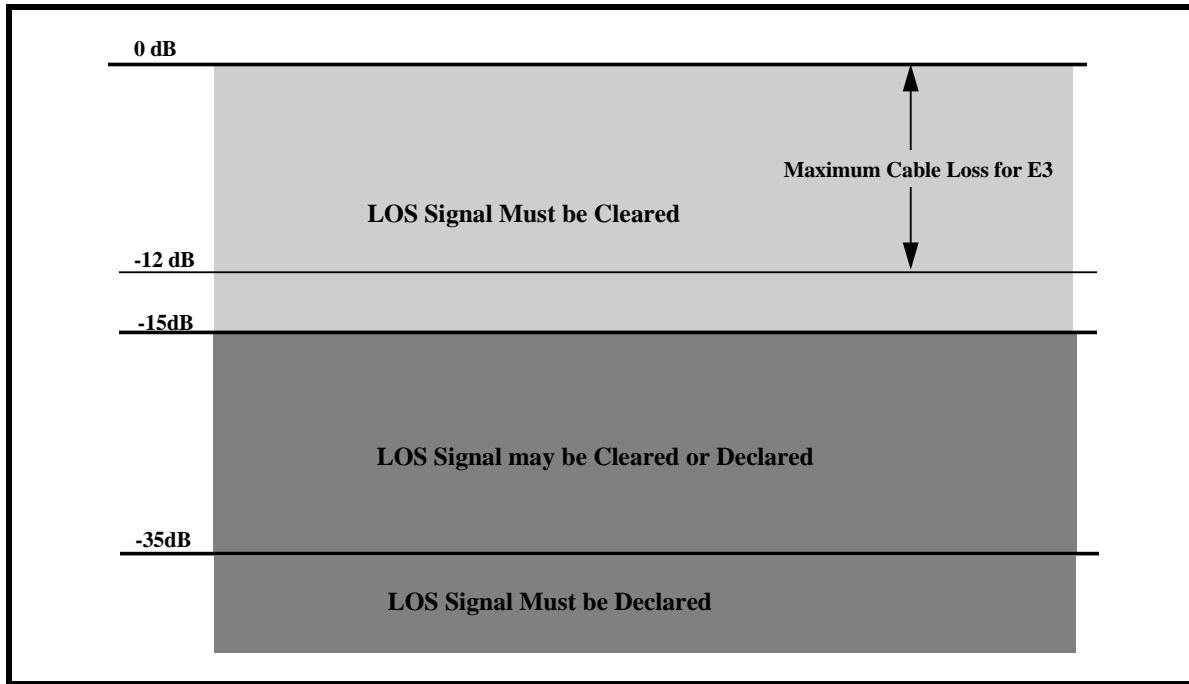 0 dB
Maximum Cable Loss for E3
LOS Signal Must be Cleared
-12 dB
-15dB
LOS Signal may be Cleared or Declared
-35dB
LOS Signal Must be Declared